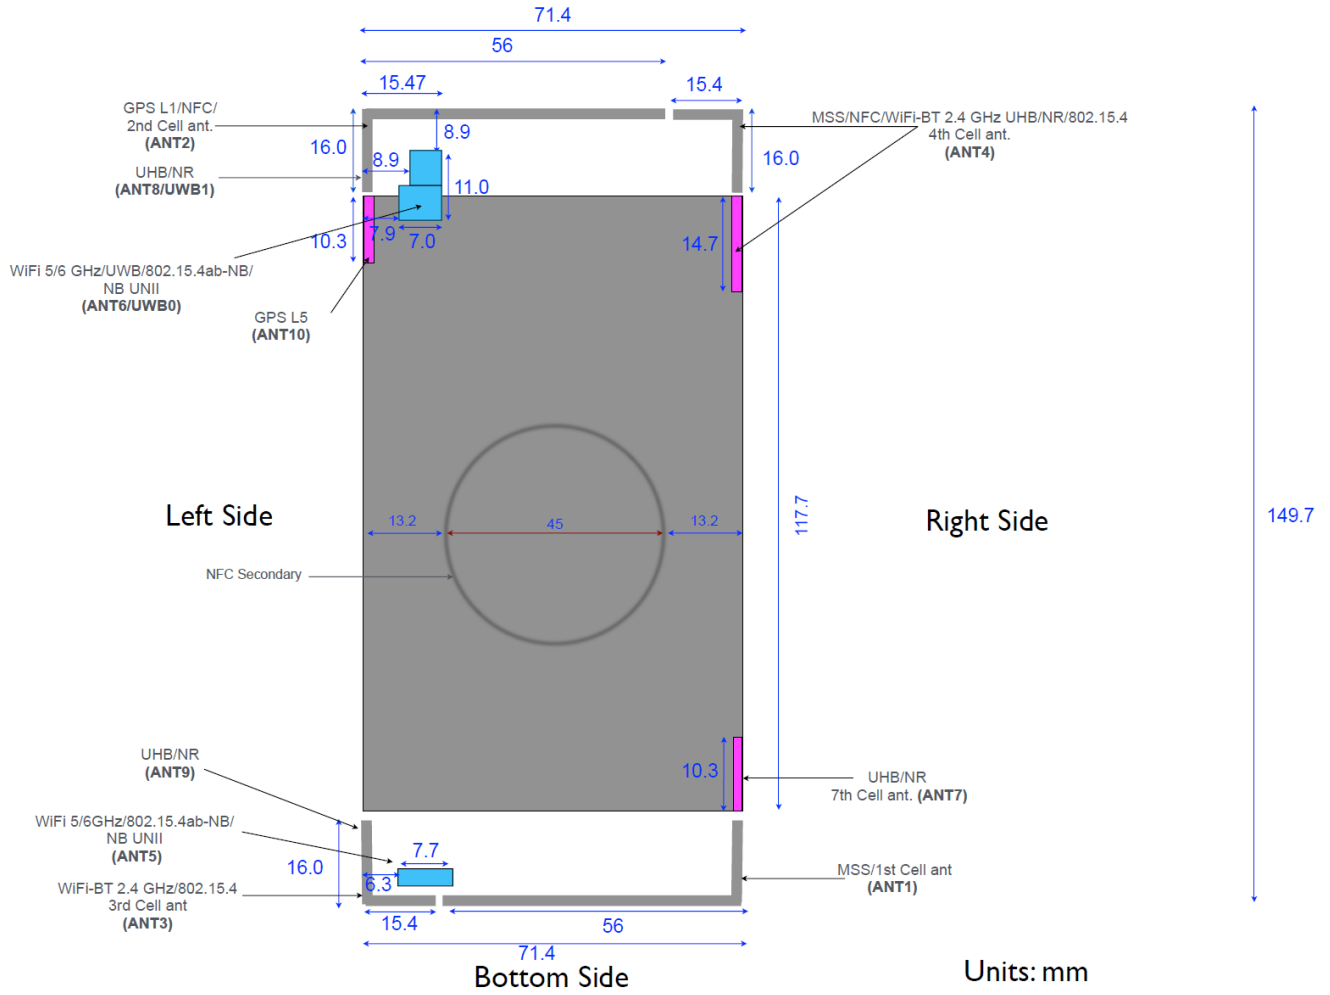 71.4
56
15.47
15.4
GPS L1/NFC/
2nd Cell ant.
(ANT2)
8.9
MSS/NFC/WiFi-BT 2.4 GHz UHB/NR/802.15.4
4th Cell ant.
(ANT4)
16.0
16.0
8.9
UHB/NR
(ANT8/UWB1)
11.0
10.3
7.9
7.0
14.7
WiFi 5/6 GHz/UWB/802.15.4ab-NB/
NB UNII
(ANT6/UWB0)
GPS L5
(ANT10)
Left Side
13.2
45
13.2
117.7
Right Side
149.7
NFC Secondary
UHB/NR
(ANT9)
10.3
UHB/NR
7th Cell ant. (ANT7)
WiFi 5/6GHz/802.15.4ab-NB/
NB UNII
(ANT5)
7.7
16.0
6.3
MSS/1st Cell ant
(ANT1)
WiFi-BT 2.4 GHz/802.15.4
3rd Cell ant
(ANT3)
15.4
56
71.4
Bottom Side
Units: mm